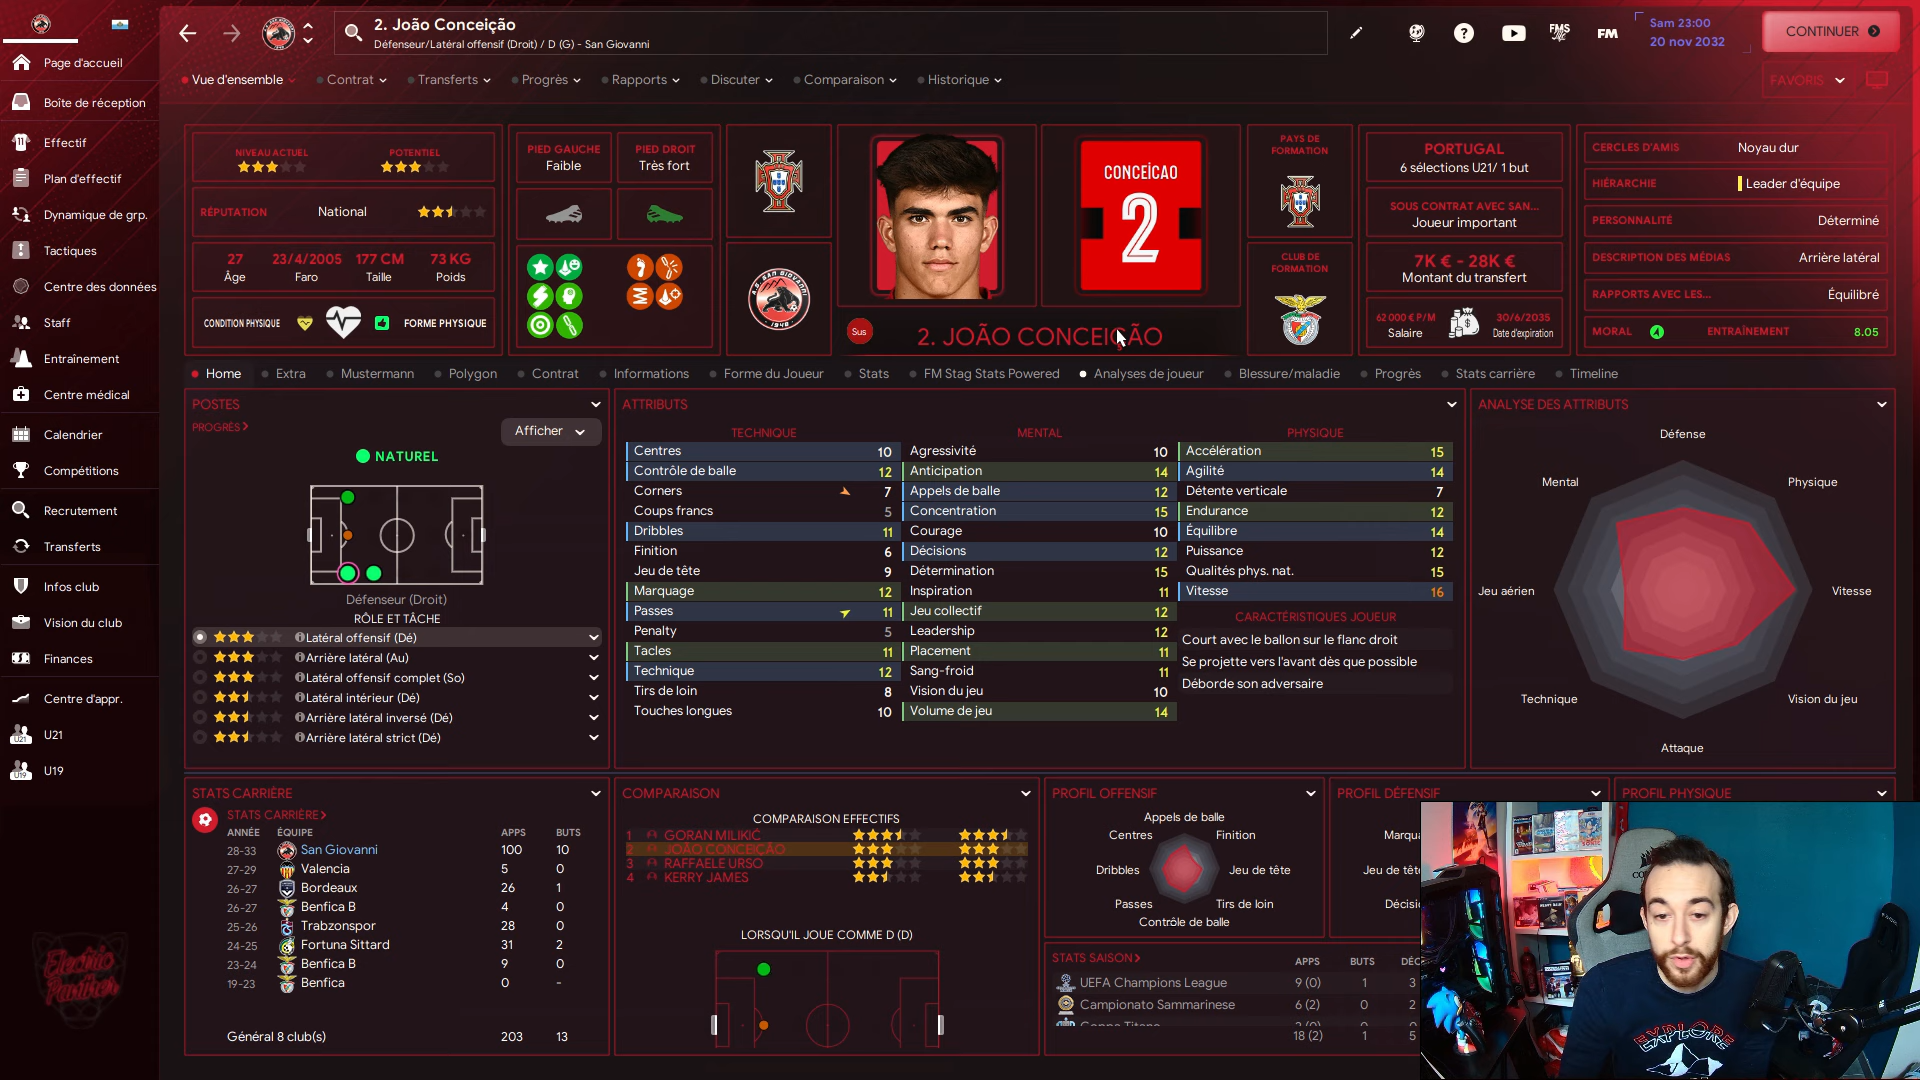 2. João Conceição
Défenseur/Latéral offensif (Droit) / D (G) - San Giovanni
FMS
FM
Sam 23:00
20 nov 2032
CONTINUER
Page d'accueil
Boîte de réception
Effectif
Plan d'effectif
Dynamique de grp.
Tactiques
Centre des données
Staff
Entraînement
Centre médical
Calendrier
Compétitions
Recrutement
Transferts
Infos club
Vision du club
Finances
Centre d'appr.
U21
U19
Electric Panther
Vue d'ensemble
Contrat
Transferts
Progrès
Rapports
Discuter
Comparaison
Historique
FAVORIS
NIVEAU ACTUEL
POTENTIEL
RÉPUTATION
National
27
Âge
23/4/2005
Faro
177 CM
Taille
73 KG
Poids
CONDITION PHYSIQUE
FORME PHYSIQUE
PIED GAUCHE
Faible
PIED DROIT
Très fort
CONCEÍCAO
2
Sus
2. JOÃO CONCEIÇÃO
PAYS DE FORMATION
CLUB DE FORMATION
PORTUGAL
6 sélections U21/ 1 but
SOUS CONTRAT AVEC SAN...
Joueur important
7K € - 28K €
Montant du transfert
62 000 € P/M
Salaire
30/6/2035
Date d'expiration
CERCLES D'AMIS
Noyau dur
HIÉRARCHIE
Leader d'équipe
PERSONNALITÉ
Déterminé
DESCRIPTION DES MÉDIAS
Arrière latéral
RAPPORTS AVEC LES...
Équilibré
MORAL
ENTRAÎNEMENT
8.05
Home
Extra
Mustermann
Polygon
Contrat
Informations
Forme du Joueur
Stats
FM Stag Stats Powered
Analyses de joueur
Blessure/maladie
Progrès
Stats carrière
Timeline
POSTES
PROGRÈS
Afficher
NATUREL
Défenseur (Droit)
RÔLE ET TÂCHE
Latéral offensif (Dé)
Arrière latéral (Au)
Latéral offensif complet (So)
Latéral intérieur (Dé)
Arrière latéral inversé (Dé)
Arrière latéral strict (Dé)
ATTRIBUTS
TECHNIQUE
Centres 10
Contrôle de balle 12
Corners 7
Coups francs 5
Dribbles 11
Finition 6
Jeu de tête 9
Marquage 12
Passes 11
Penalty 5
Tacles 11
Technique 12
Tirs de loin 8
Touches longues 10
MENTAL
Agressivité 10
Anticipation 14
Appels de balle 12
Concentration 15
Courage 10
Décisions 12
Détermination 15
Inspiration 11
Jeu collectif 12
Leadership 12
Placement 11
Sang-froid 11
Vision du jeu 10
Volume de jeu 14
PHYSIQUE
Accélération 15
Agilité 14
Détente verticale 7
Endurance 12
Équilibre 14
Puissance 12
Qualités phys. nat. 15
Vitesse 16
CARACTÉRISTIQUES JOUEUR
Court avec le ballon sur le flanc droit
Se projette vers l'avant dès que possible
Déborde son adversaire
ANALYSE DES ATTRIBUTS
Défense
Mental
Physique
Jeu aérien
Vitesse
Technique
Vision du jeu
Attaque
STATS CARRIÈRE
STATS CARRIÈRE
ANNÉE ÉQUIPE APPS BUTS
28-33 San Giovanni 100 10
27-29 Valencia 5 0
26-27 Bordeaux 26 1
26-27 Benfica B 4 0
25-26 Trabzonspor 28 0
24-25 Fortuna Sittard 31 2
23-24 Benfica B 9 0
19-23 Benfica 0 -
Général 8 club(s) 203 13
COMPARAISON
COMPARAISON EFFECTIFS
1 GORAN MILIKIĆ
2 JOÃO CONCEIÇÃO
3 RAFFAELE URSO
4 KERRY JAMES
LORSQU'IL JOUE COMME D (D)
PROFIL OFFENSIF
Appels de balle
Centres
Finition
Dribbles
Jeu de tête
Passes
Tirs de loin
Contrôle de balle
PROFIL DÉFENSIF
Marqu
Jeu de tê
Décisi
PROFIL PHYSIQUE
STATS SAISON
APPS BUTS DÉC
UEFA Champions League 9 (0) 1 3
Campionato Sammarinese 6 (2) 0 2
18 (2) 1 5
EXPLORE